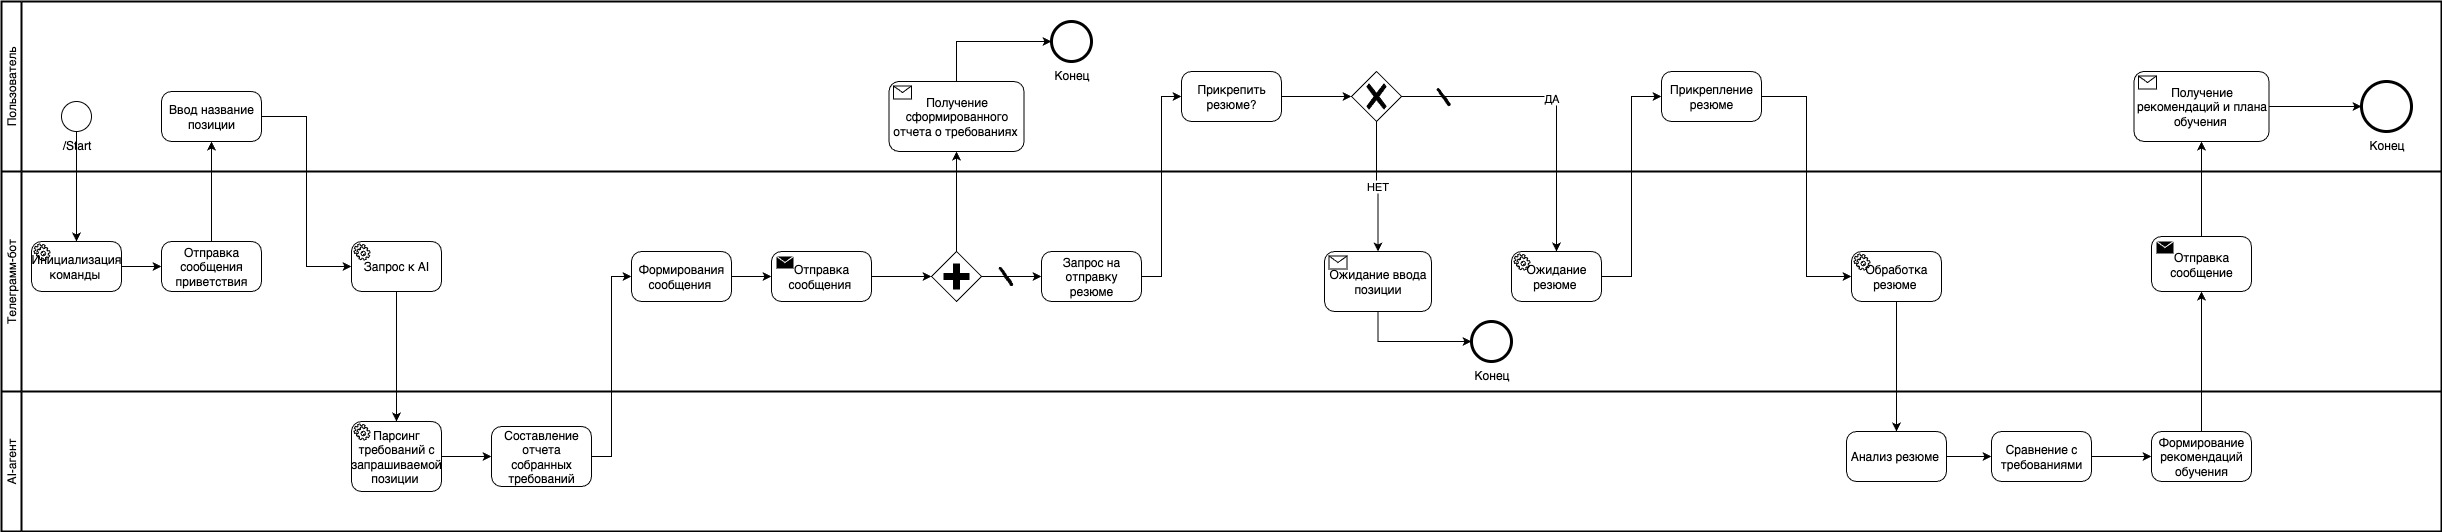 Пользователь
/Start
Ввод название
позиции
Получение
сформированного
отчета о требованиях
Конец
Прикрепить
резюме?
ДА
НЕТ
Прикрепление
резюме
Получение
рекомендаций и плана
обучения
Конец
Телеграмм-бот
Инициализация
команды
Отправка
сообщения
приветствия
Запрос к AI
Формирования
сообщения
Отправка
сообщения
Запрос на
отправку
резюме
Ожидание ввода
позиции
Конец
Ожидание
резюме
Обработка
резюме
Отправка
сообщение
AI-агент
Парсинг
требований с
запрашиваемой
позиции
Составление
отчета
собранных
требований
Анализ резюме
Сравнение с
требованиями
Формирование
рекомендаций
обучения